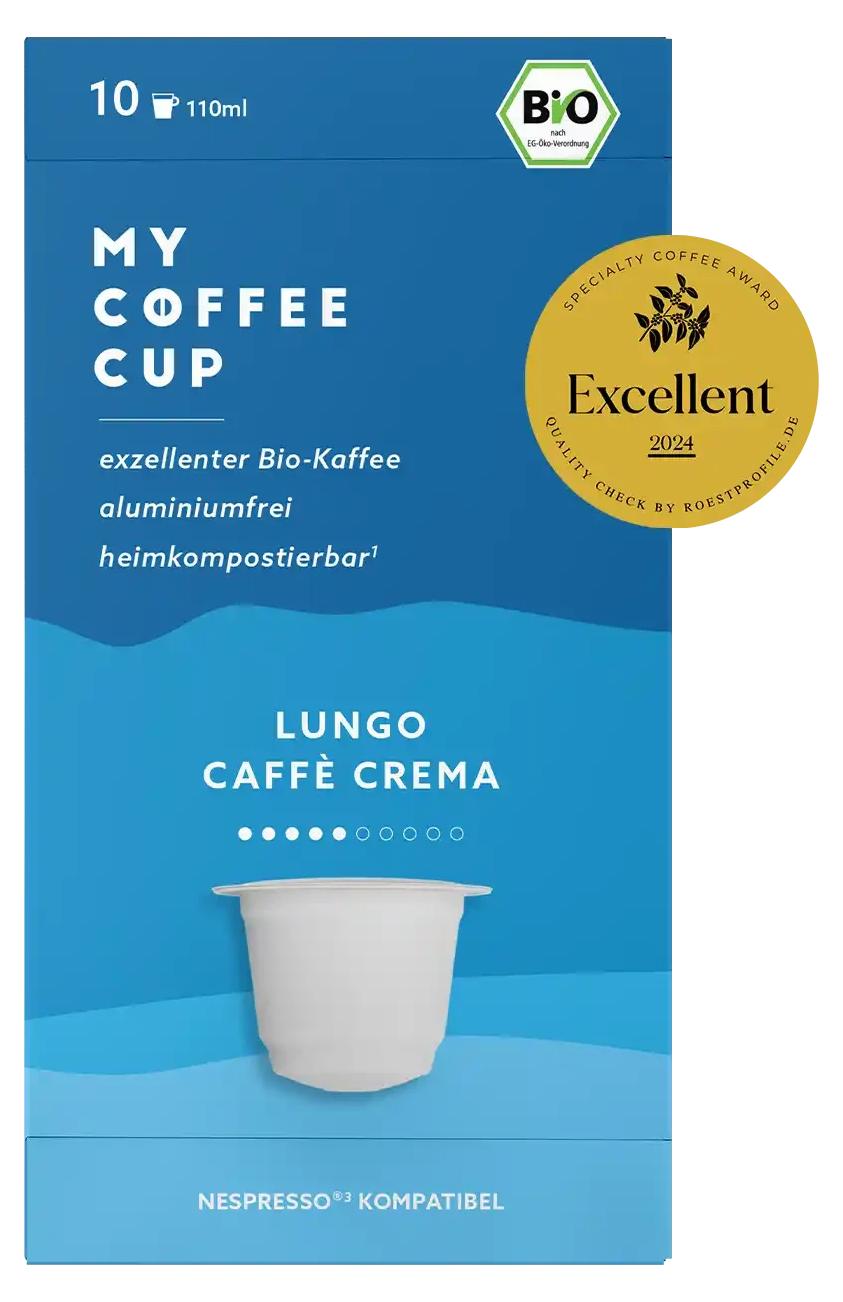 10 110ml
BiO
nach
EG-Öko-Verordnung
MY
COFFEE
CUP
exzellenter Bio-Kaffee
aluminiumfrei
heimkompostierbar¹
SPECIALTY COFFEE AWARD
Excellent
2024
QUALITY CHECK BY ROESTPROFILE.DE
LUNGO
CAFFÈ CREMA
NESPRESSO®³ KOMPATIBEL